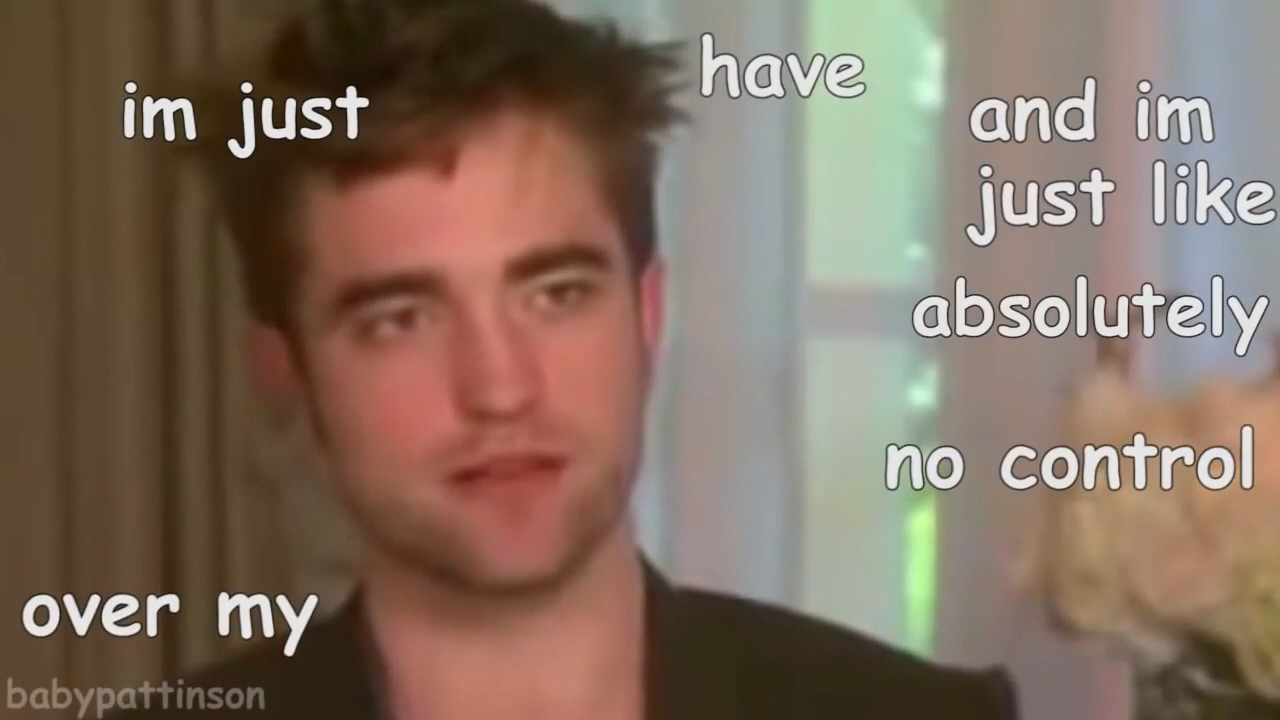 im just
have
and im
just like
absolutely
no control
over my
babypattinson